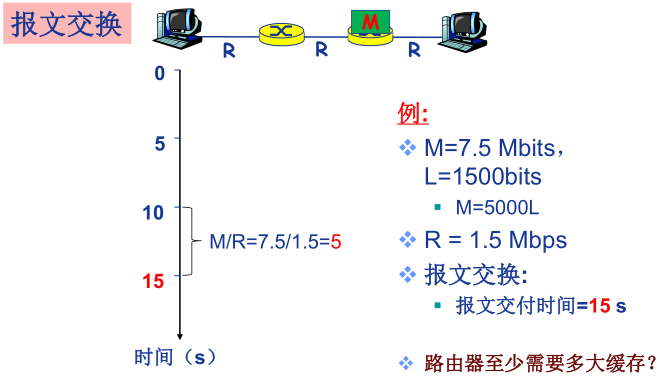 报文交换
M
R
R
R
0
5
10
15
M/R=7.5/1.5=5
时间（s）
例:
M=7.5 Mbits，
L=1500bits
M=5000L
R = 1.5 Mbps
报文交换:
报文交付时间=15 s
路由器至少需要多大缓存？